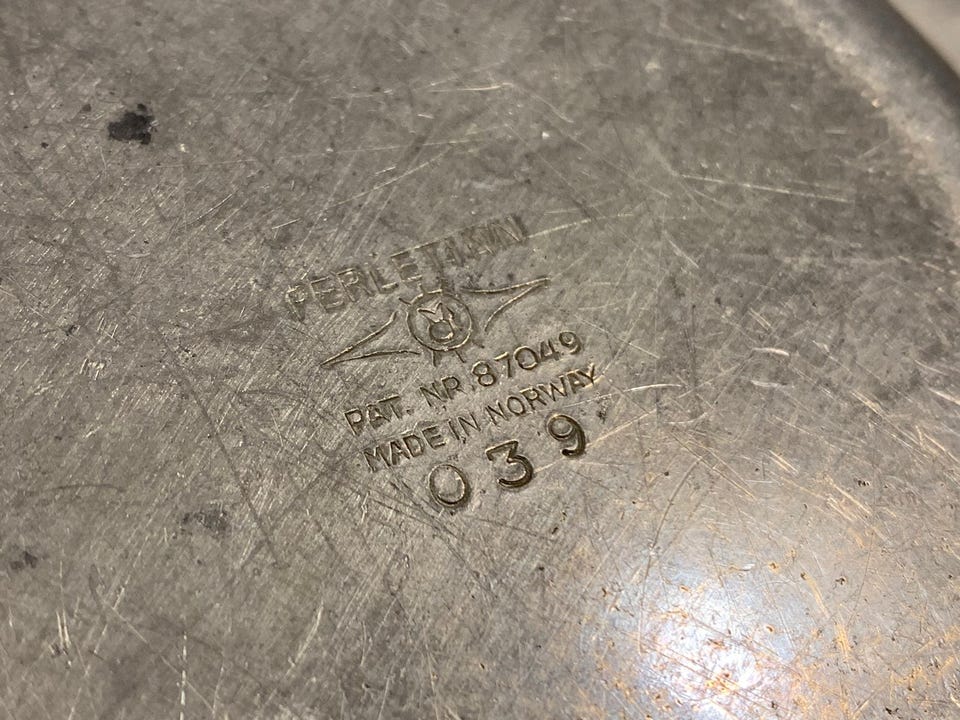 PERLETINN
PAT. NR. 87049
MADE IN NORWAY
039